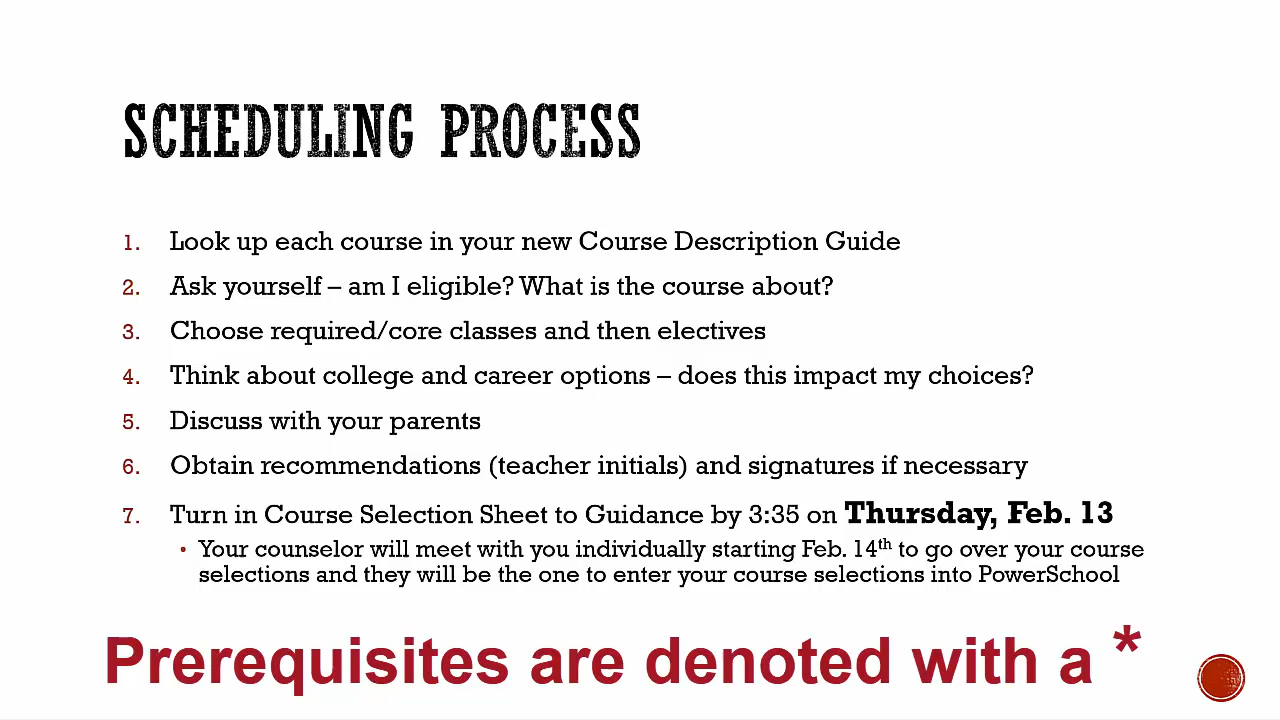 SCHEDULING PROCESS
1. Look up each course in your new Course Description Guide
2. Ask yourself – am I eligible? What is the course about?
3. Choose required/core classes and then electives
4. Think about college and career options – does this impact my choices?
5. Discuss with your parents
6. Obtain recommendations (teacher initials) and signatures if necessary
7. Turn in Course Selection Sheet to Guidance by 3:35 on Thursday, Feb. 13
• Your counselor will meet with you individually starting Feb. 14th to go over your course
selections and they will be the one to enter your course selections into PowerSchool
Prerequisites are denoted with a *